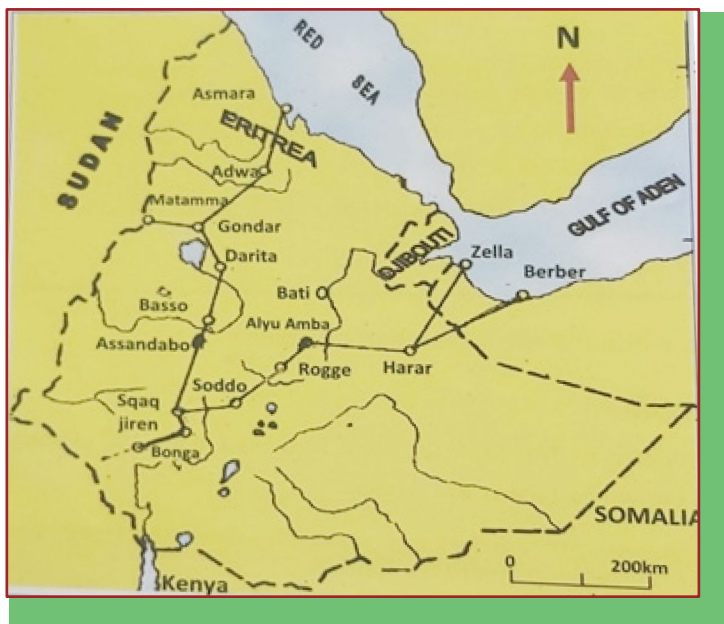 RED
SEA
N
Asmara
ERITREA
SUDAN
Adwa
Matamma
Gondar
GULF OF ADEN
DJIBOUTI
Zella
Darita
Berber
Bati
Basso
Alyu Amba
Assandabo
Rogge
Harar
Soddo
Sqaq
jiren
Bonga
SOMALIA
0
200km
Kenya